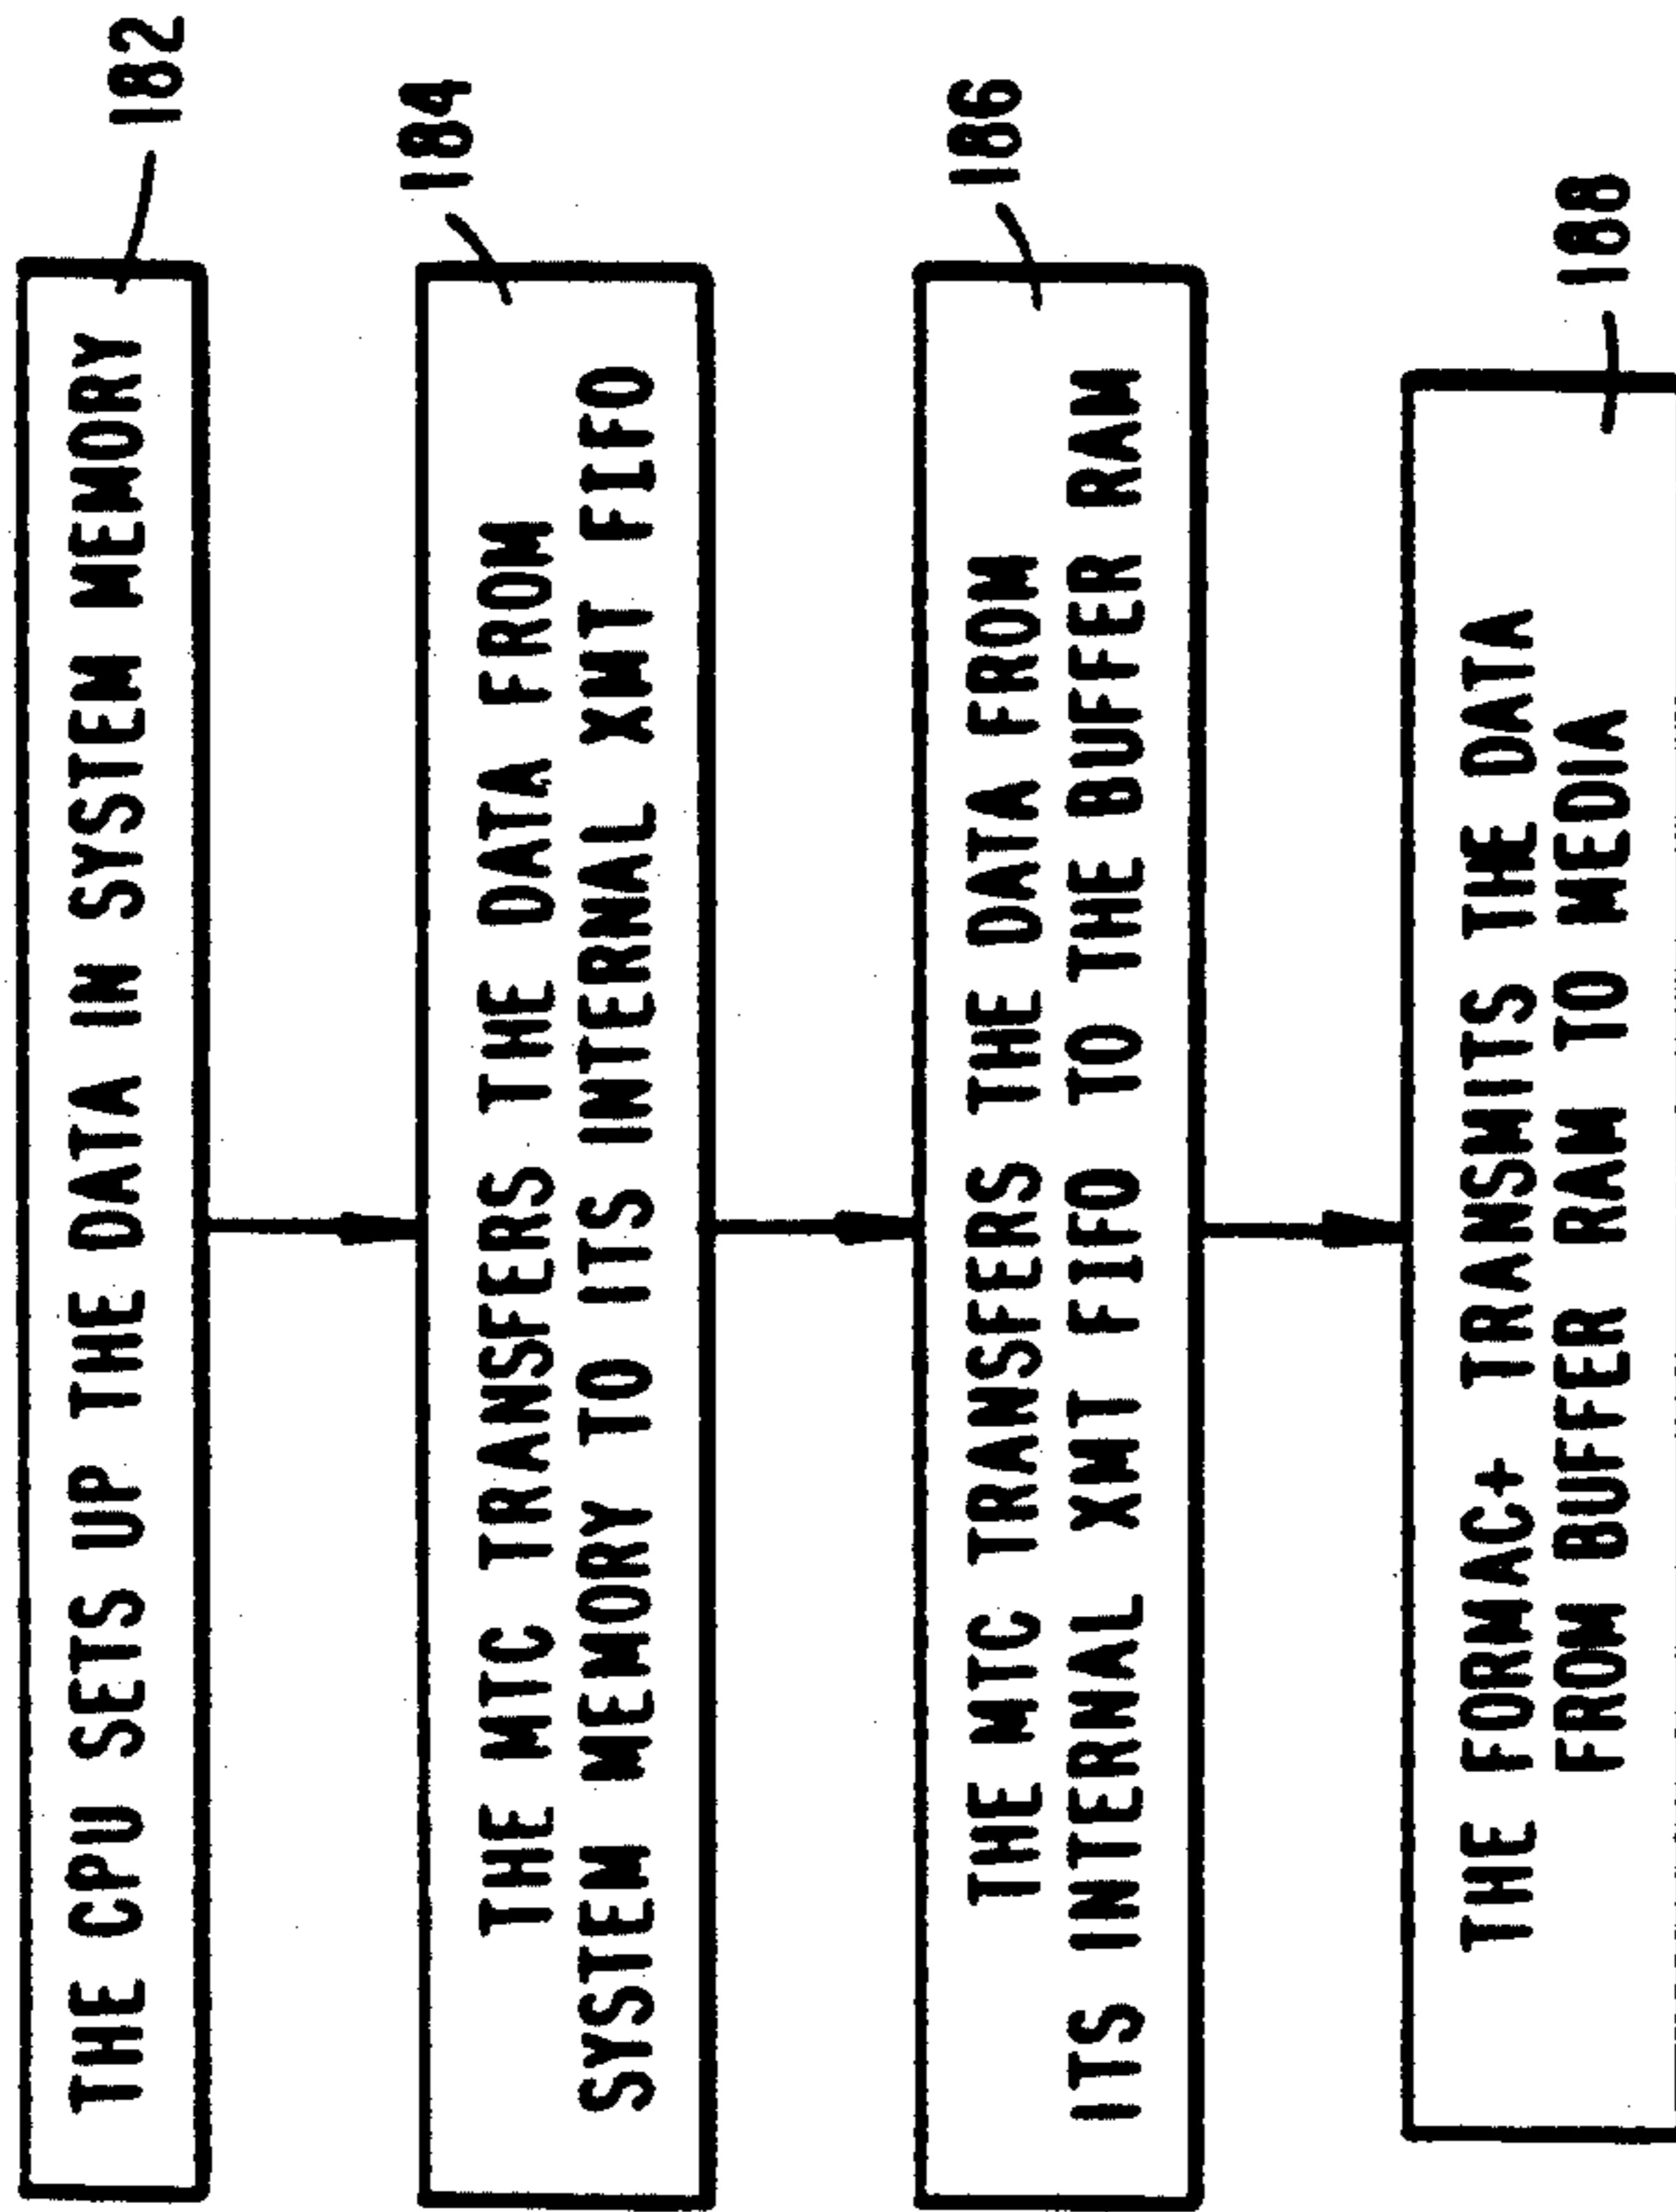 THE CPU SETS UP THE DATA IN SYSTEM MEMORY
182
THE MTC TRANSFERS THE DATA FROM
SYSTEM MEMORY TO ITS INTERNAL XMT FIFO
184
THE MTC TRANSFERS THE DATA FROM
ITS INTERNAL XMT FIFO TO THE BUFFER RAM
186
THE FORMAC+ TRANSMITS THE DATA
FROM BUFFER RAM TO MEDIA
188